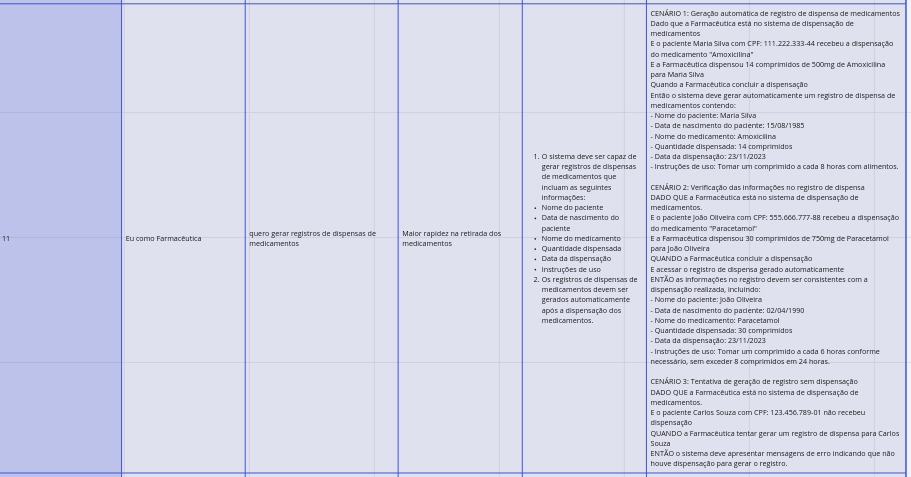 11
Eu como Farmacêutica
quero gerar registros de dispensas de
medicamentos
Maior rapidez na retirada dos
medicamentos
1. O sistema deve ser capaz de
gerar registros de dispensas
de medicamentos que
incluam as seguintes
informações:
• Nome do paciente
• Data de nascimento do
paciente
• Nome do medicamento
• Quantidade dispensada
• Data da dispensação
• Instruções de uso
2. Os registros de dispensas de
medicamentos devem ser
gerados automaticamente
após a dispensação dos
medicamentos.
CENÁRIO 1: Geração automática de registro de dispensa de medicamentos
Dado que a Farmacêutica está no sistema de dispensação de
medicamentos
E o paciente Maria Silva com CPF: 111.222.333-44 recebeu a dispensação
do medicamento "Amoxicilina"
E a Farmacêutica dispensou 14 comprimidos de 500mg de Amoxicilina
para Maria Silva
Quando a Farmacêutica concluir a dispensação
Então o sistema deve gerar automaticamente um registro de dispensa de
medicamentos contendo:
- Nome do paciente: Maria Silva
- Data de nascimento do paciente: 15/08/1985
- Nome do medicamento: Amoxicilina
- Quantidade dispensada: 14 comprimidos
- Data da dispensação: 23/11/2023
- Instruções de uso: Tomar um comprimido a cada 8 horas com alimentos.
CENÁRIO 2: Verificação das informações no registro de dispensa
DADO QUE a Farmacêutica está no sistema de dispensação de
medicamentos.
E o paciente João Oliveira com CPF: 555.666.777-88 recebeu a dispensação
do medicamento "Paracetamol"
E a Farmacêutica dispensou 30 comprimidos de 750mg de Paracetamol
para João Oliveira
QUANDO a Farmacêutica concluir a dispensação
E acessar o registro de dispensa gerado automaticamente
ENTÃO as informações no registro devem ser consistentes com a
dispensação realizada, incluindo:
- Nome do paciente: João Oliveira
- Data de nascimento do paciente: 02/04/1990
- Nome do medicamento: Paracetamol
- Quantidade dispensada: 30 comprimidos
- Data da dispensação: 23/11/2023
- Instruções de uso: Tomar um comprimido a cada 6 horas conforme
necessário, sem exceder 8 comprimidos em 24 horas.
CENÁRIO 3: Tentativa de geração de registro sem dispensação
DADO QUE a Farmacêutica está no sistema de dispensação de
medicamentos.
E o paciente Carlos Souza com CPF: 123.456.789-01 não recebeu
dispensação
QUANDO a Farmacêutica tentar gerar um registro de dispensa para Carlos
Souza
ENTÃO o sistema deve apresentar mensagens de erro indicando que não
houve dispensação para gerar o registro.